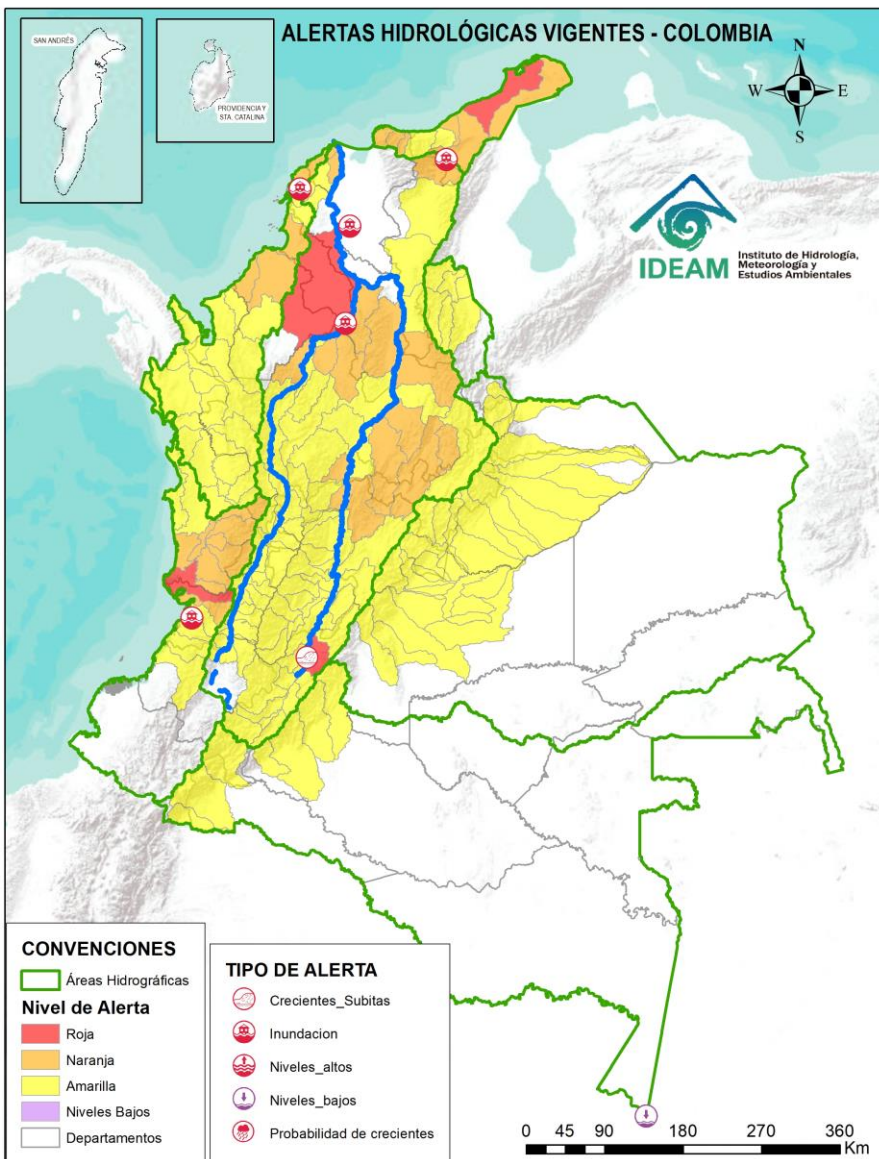 ALERTAS HIDROLÓGICAS VIGENTES - COLOMBIA
SAN ANDRÉS
PROVIDENCIA Y
STA. CATALINA
N
W
E
S
IDEAM
Instituto de Hidrología,
Meteorología y
Estudios Ambientales
CONVENCIONES
Áreas Hidrográficas
Nivel de Alerta
Roja
Naranja
Amarilla
Niveles Bajos
Departamentos
TIPO DE ALERTA
Crecientes_Subitas
Inundacion
Niveles_altos
Niveles_bajos
Probabilidad de crecientes
0 45 90 180 270 360
Km